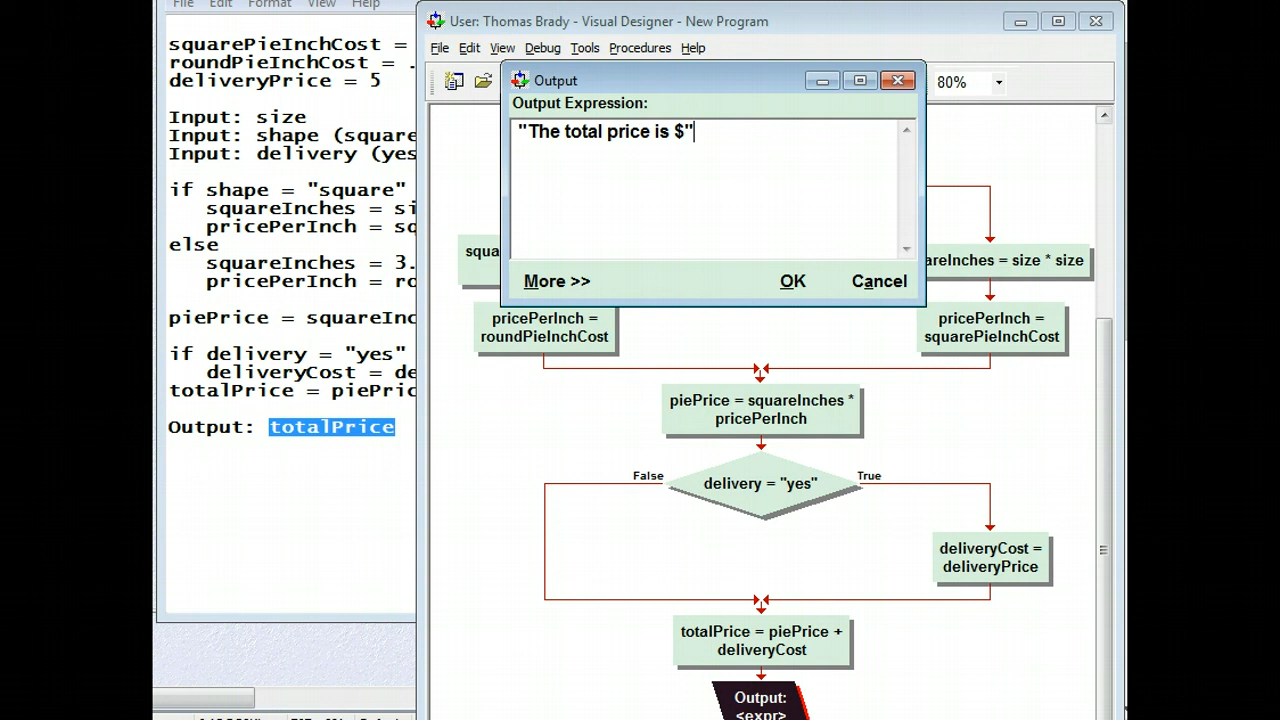 File Edit Format View Help
squarePieInchCost =
roundPieInchCost = .
deliveryPrice = 5
Input: size
Input: shape (square
Input: delivery (yes
if shape = "square"
squareInches = si
pricePerInch = sq
else
squareInches = 3.
pricePerInch = ro
piePrice = squareInc
if delivery = "yes"
deliveryCost = de
totalPrice = piePric
Output: totalPrice
User: Thomas Brady - Visual Designer - New Program
File Edit View Debug Tools Procedures Help
80%
Output
Output Expression:
"The total price is $"
More >> OK Cancel
squa
areInches = size * size
pricePerInch =
roundPieInchCost
pricePerInch =
squarePieInchCost
piePrice = squareInches *
pricePerInch
False
delivery = "yes"
True
deliveryCost =
deliveryPrice
totalPrice = piePrice +
deliveryCost
Output:
<expr>